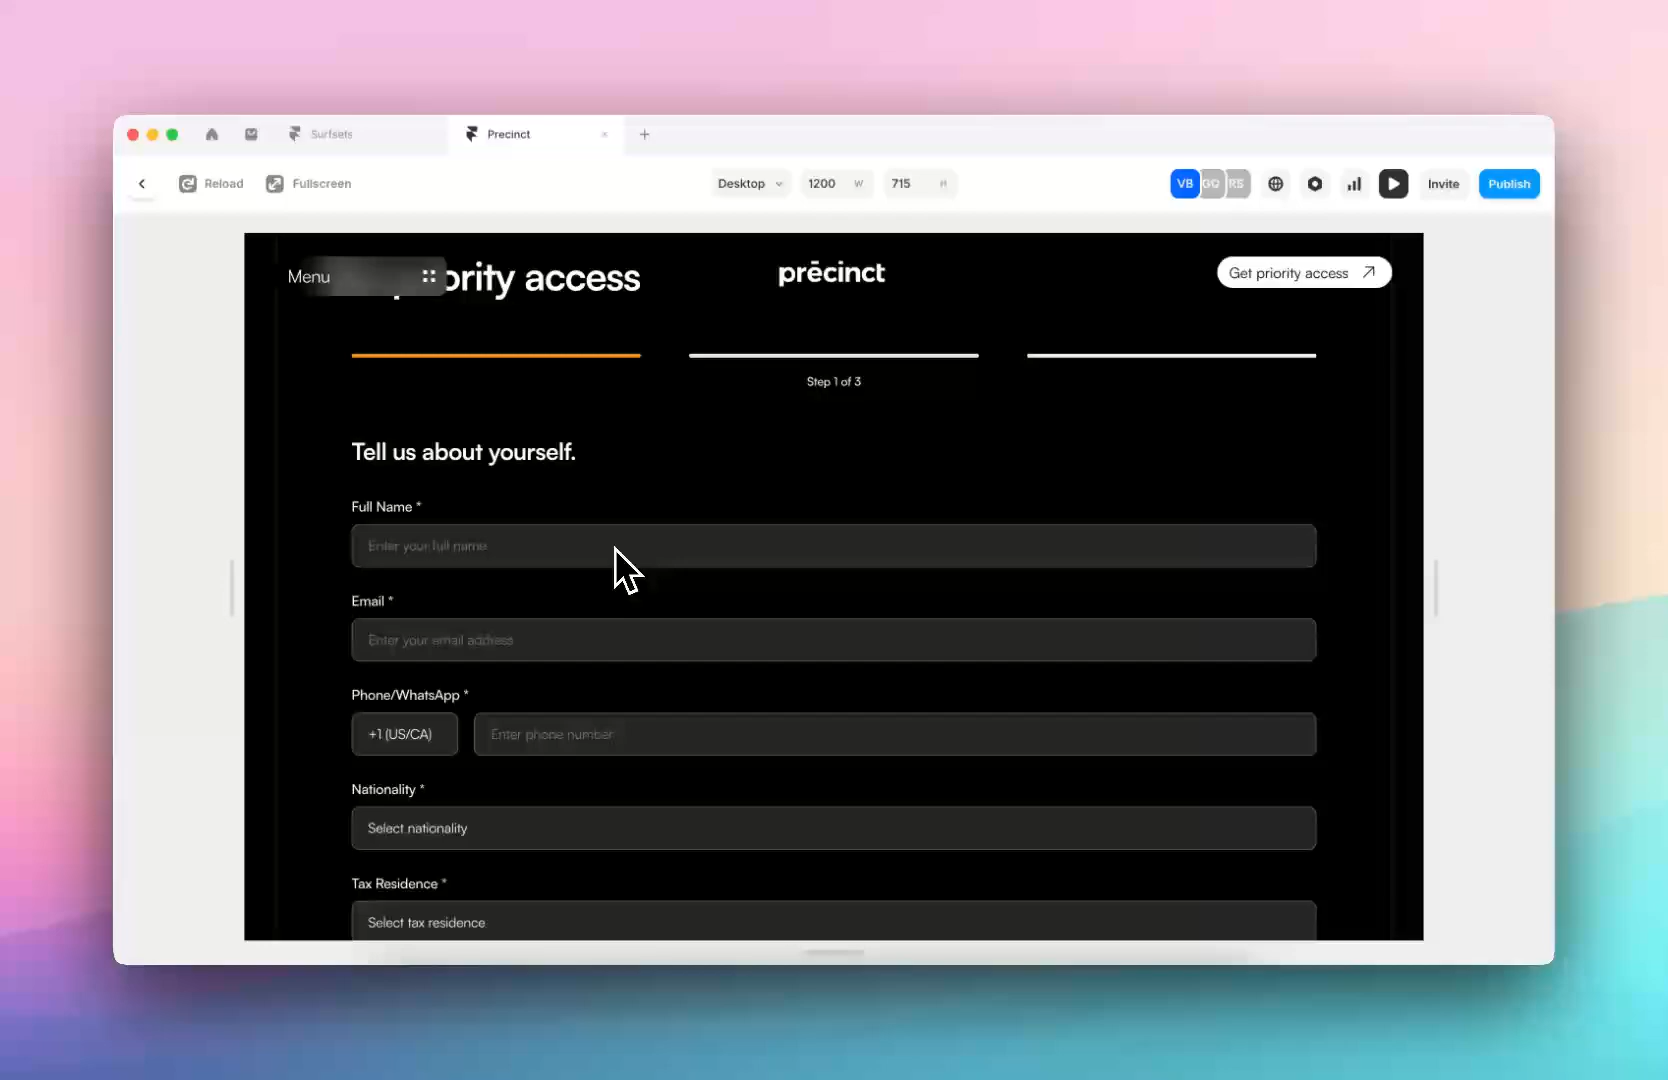 Surfsets
Precinct
Reload
Fullscreen
Desktop
1200 W
715 H
VB
GQ
RS
Invite
Publish
Menu
ority access
prēcinct
Get priority access
Step 1 of 3
Tell us about yourself.
Full Name *
Enter your full name
Email *
Enter your email address
Phone/WhatsApp *
+1 (US/CA)
Enter phone number
Nationality *
Select nationality
Tax Residence *
Select tax residence